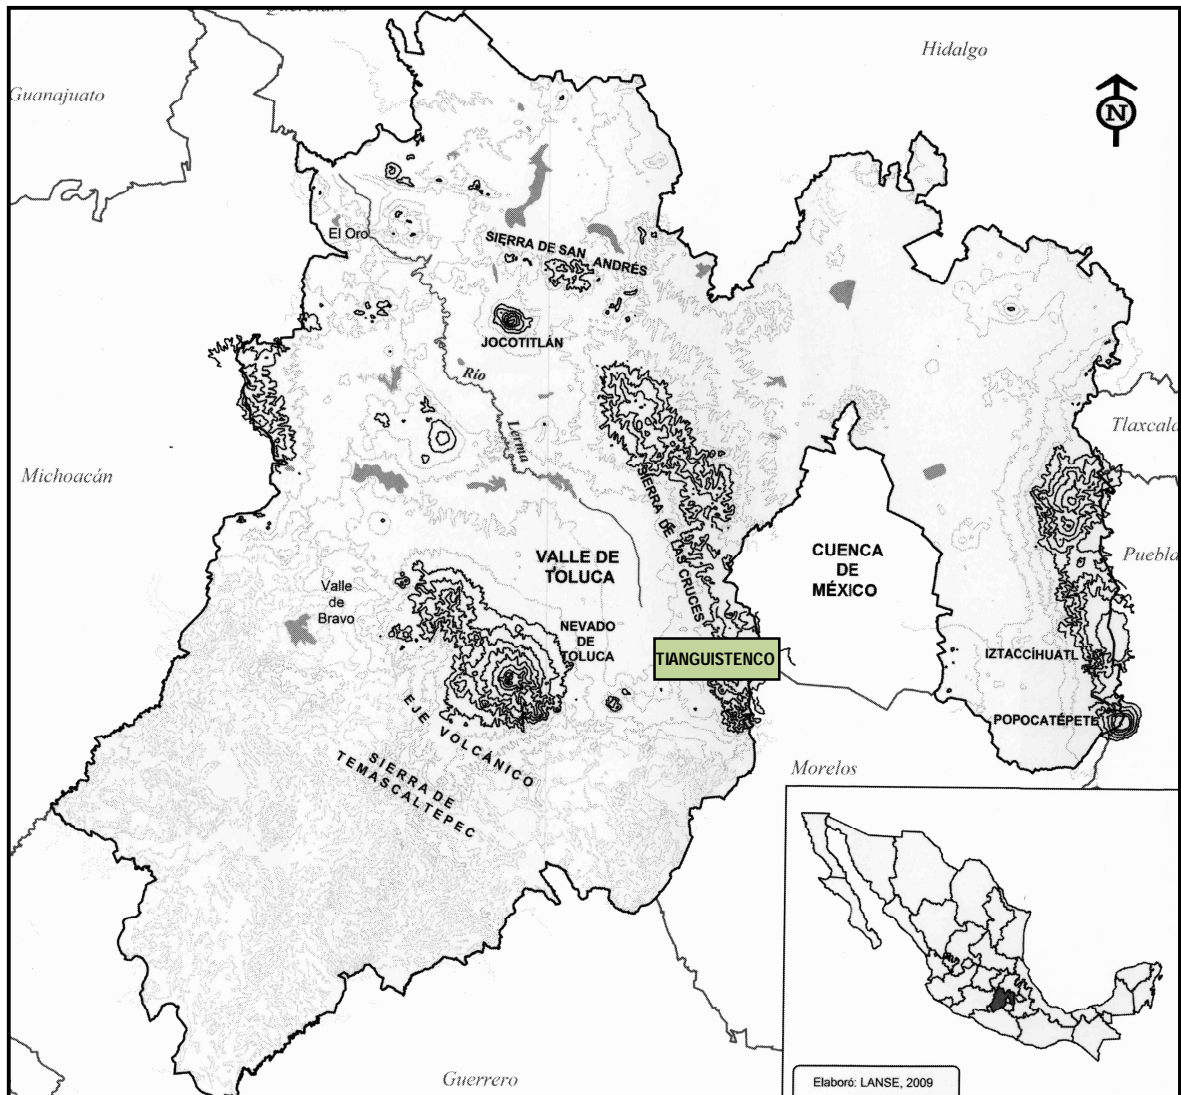 Querétaro
Hidalgo
Guanajuato
N
El Oro
SIERRA DE SAN ANDRÉS
JOCOTITLÁN
Río
Lerma
Tlaxcala
Michoacán
SIERRA DE LAS CRUCES
VALLE DE
TOLUCA
CUENCA
DE
MÉXICO
Puebla
Valle
de
Bravo
NEVADO
DE
TOLUCA
TIANGUISTENCO
IZTACCÍHUATL
POPOCATÉPETE
EJE VOLCÁNICO
SIERRA DE
TEMASCALTEPEC
Morelos
Guerrero
Elaboró: LANSE, 2009